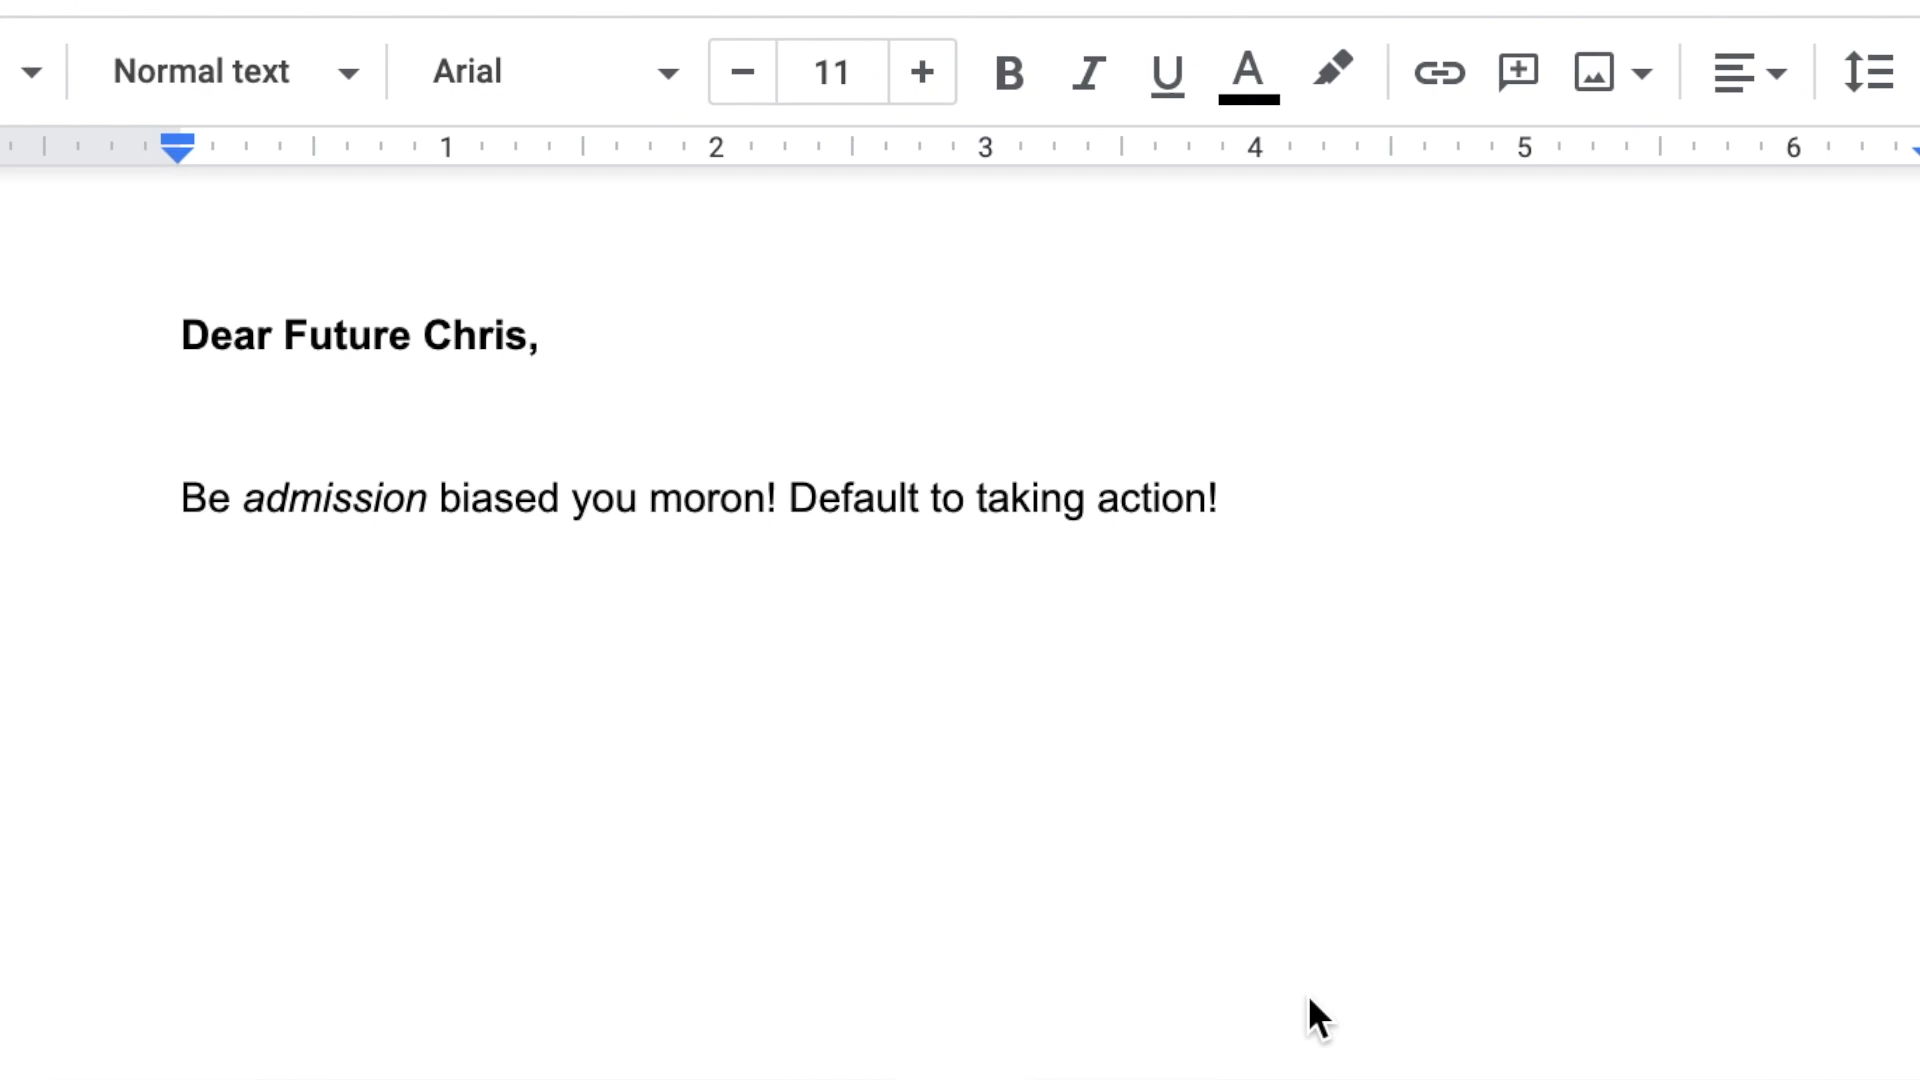 Normal text Arial 11 B I U A
1 2 3 4 5 6
Dear Future Chris,
Be admission biased you moron! Default to taking action!